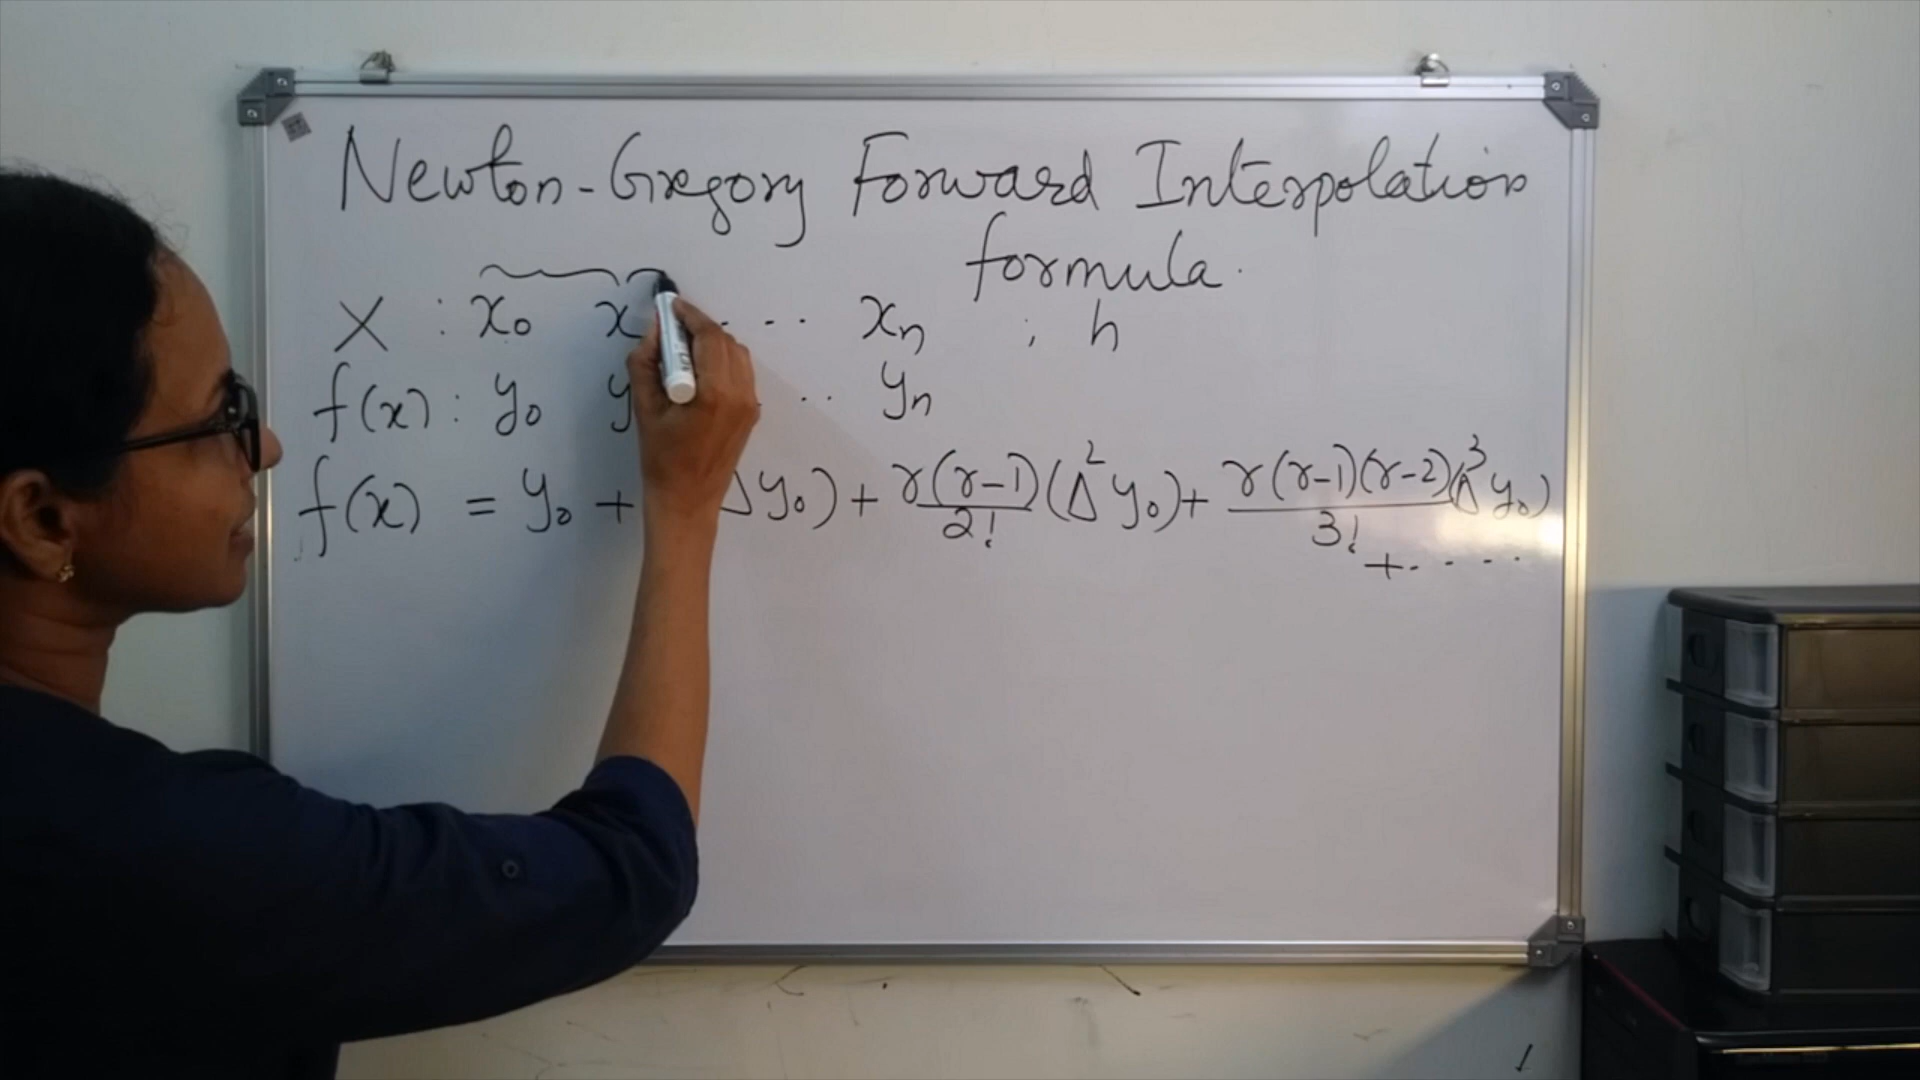 Newton-Gregory Forward Interpolation
formula.
X : x₀ x ... xₙ ; h
f(x) : y₀ y ... yₙ
f(x) = y₀ + Δy₀) + r(r-1)/2! (Δ²y₀) + r(r-1)(r-2)/3! (Δ³y₀)
+ ....